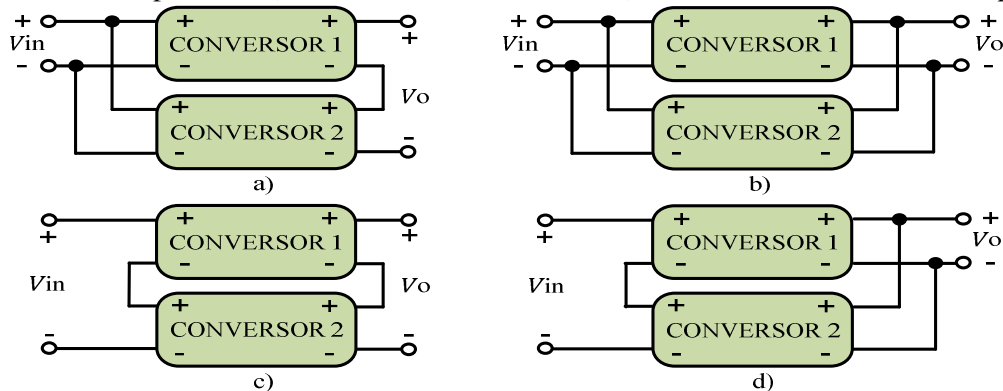 + + + +
Vin CONVERSOR 1
- - -
+ +
CONVERSOR 2 Vo
- - -
a)
+ + + +
Vin CONVERSOR 1 Vo
- - - -
+ +
CONVERSOR 2
- -
b)
+ +
+ CONVERSOR 1 +
- -
Vin Vo
+ +
- CONVERSOR 2 -
- -
c)
+ + +
+ CONVERSOR 1 Vo
- - -
Vin
+ +
- CONVERSOR 2
- -
d)